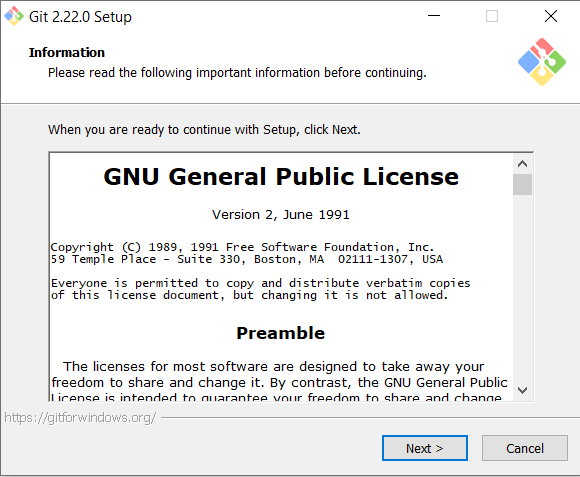 Git 2.22.0 Setup
Information
Please read the following important information before continuing.
When you are ready to continue with Setup, click Next.
GNU General Public License
Version 2, June 1991
Copyright (C) 1989, 1991 Free Software Foundation, Inc.
59 Temple Place - Suite 330, Boston, MA  02111-1307, USA
Everyone is permitted to copy and distribute verbatim copies
of this license document, but changing it is not allowed.
Preamble
The licenses for most software are designed to take away your
freedom to share and change it. By contrast, the GNU General Public
License is intended to guarantee your freedom to share and change
https://gitforwindows.org/
Next >
Cancel